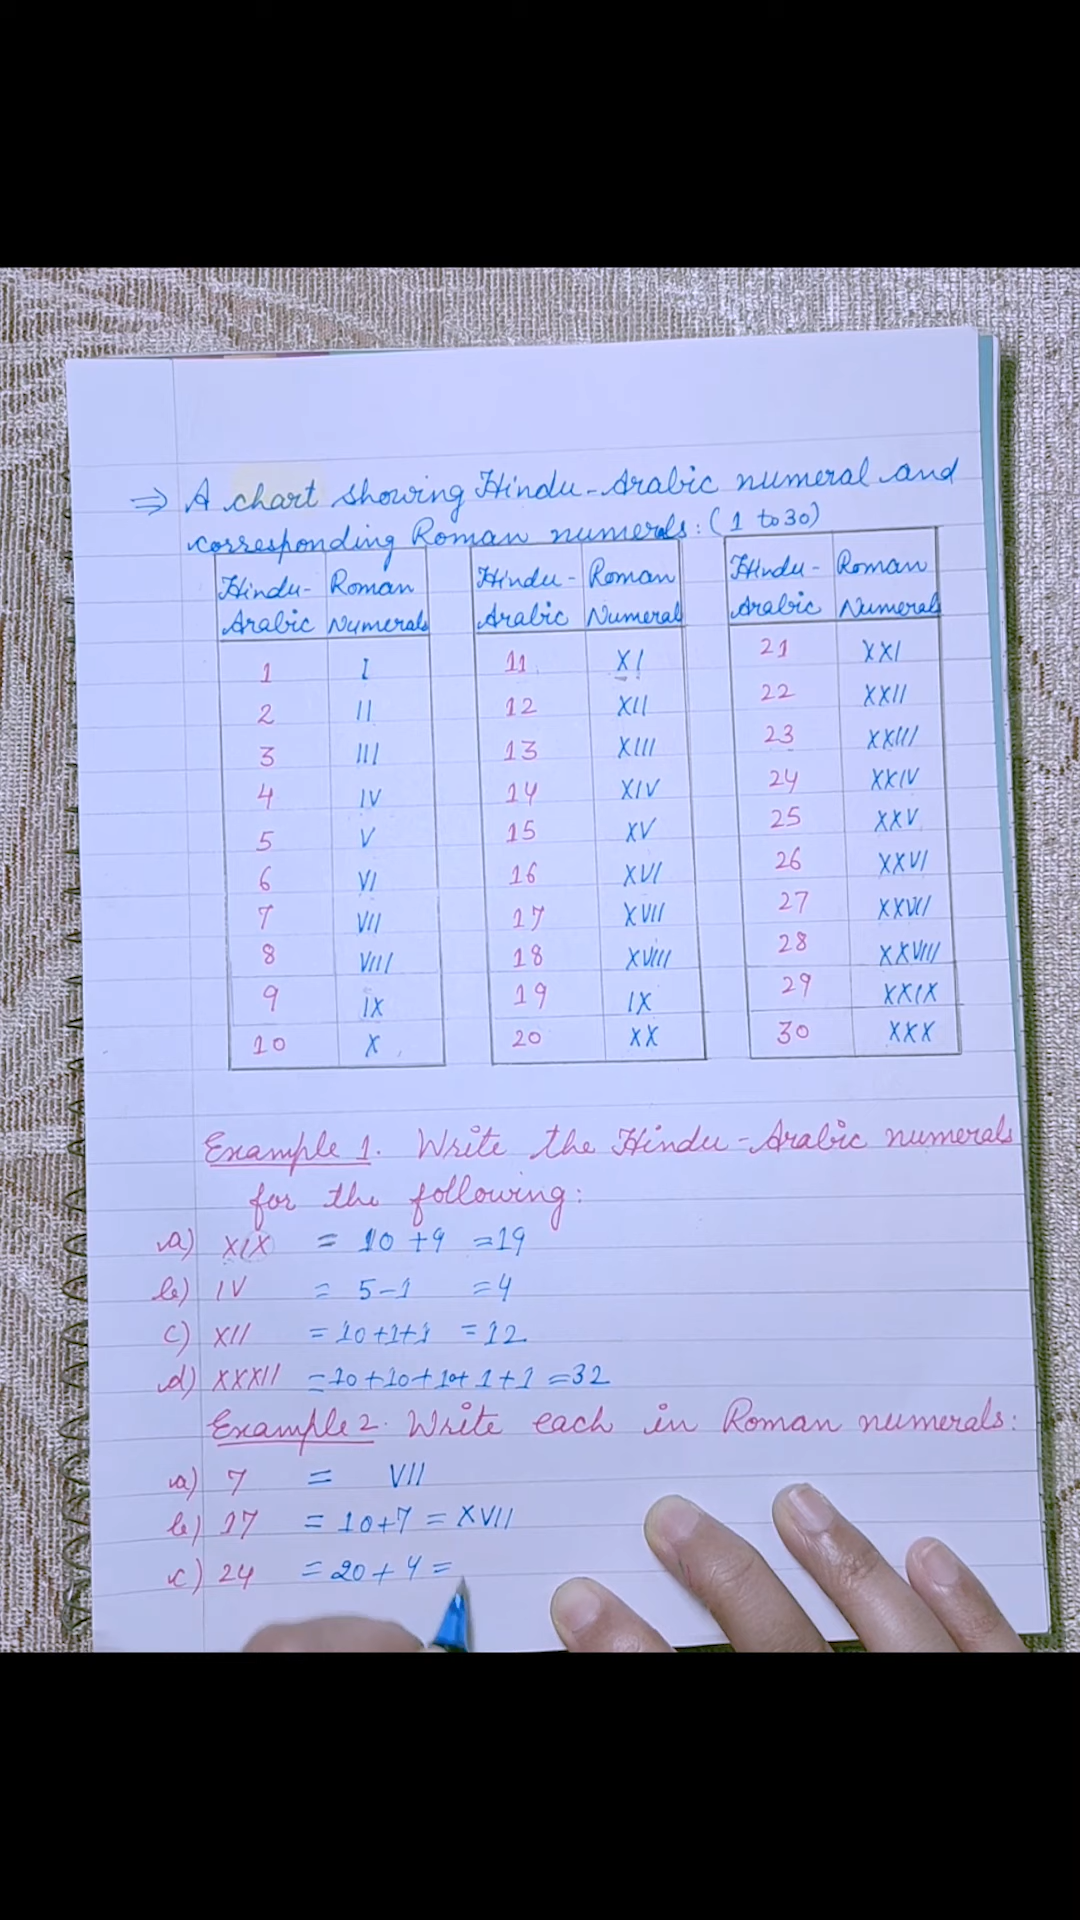 ⇒ A chart showing Hindu-Arabic numeral and
corresponding Roman numerals: (1 to 30)
Hindu-Arabic Roman Numerals Hindu-Arabic Roman Numeral Hindu-Arabic Roman Numeral
1 I 11 XI 21 XXI
2 II 12 XII 22 XXII
3 III 13 XIII 23 XXIII
4 IV 14 XIV 24 XXIV
5 V 15 XV 25 XXV
6 VI 16 XVI 26 XXVI
7 VII 17 XVII 27 XXVII
8 VIII 18 XVIII 28 XXVIII
9 IX 19 IX 29 XXIX
10 X 20 XX 30 XXX
Example 1. Write the Hindu-Arabic numerals
for the following:
a) XIX = 10 + 9 = 19
b) IV = 5 - 1 = 4
c) XII = 10 + 1 + 1 = 12
d) XXXII = 10 + 10 + 10 + 1 + 1 = 32
Example 2. Write each in Roman numerals:
a) 7 = VII
b) 17 = 10 + 7 = XVII
c) 24 = 20 + 4 =